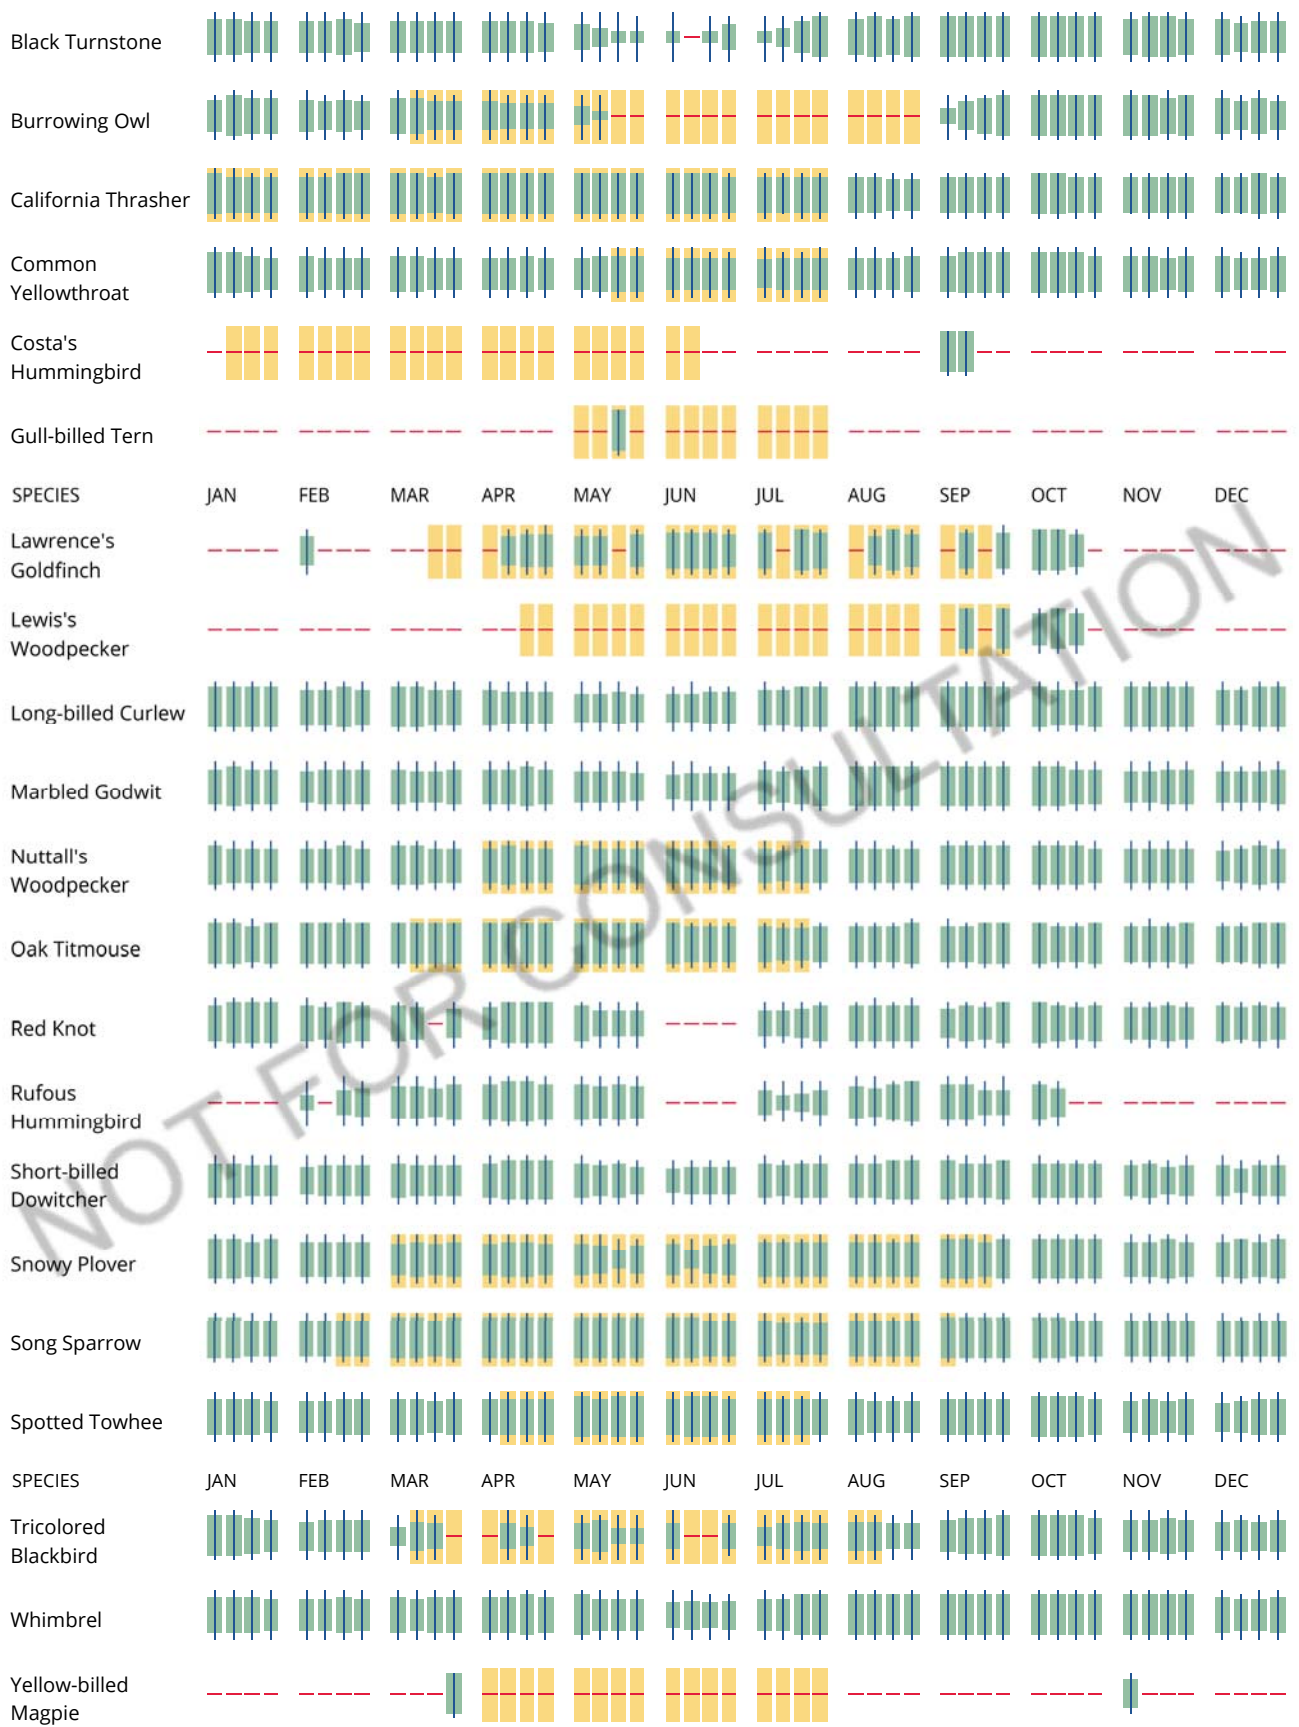 Black Turnstone
Burrowing Owl
California Thrasher
Common
Yellowthroat
Costa's
Hummingbird
Gull-billed Tern
SPECIES JAN FEB MAR APR MAY JUN JUL AUG SEP OCT NOV DEC
Lawrence's
Goldfinch
Lewis's
Woodpecker
Long-billed Curlew
Marbled Godwit
Nuttall's
Woodpecker
Oak Titmouse
Red Knot
Rufous
Hummingbird
Short-billed
Dowitcher
Snowy Plover
Song Sparrow
Spotted Towhee
SPECIES JAN FEB MAR APR MAY JUN JUL AUG SEP OCT NOV DEC
Tricolored
Blackbird
Whimbrel
Yellow-billed
Magpie
NOT FOR CONSULTATION